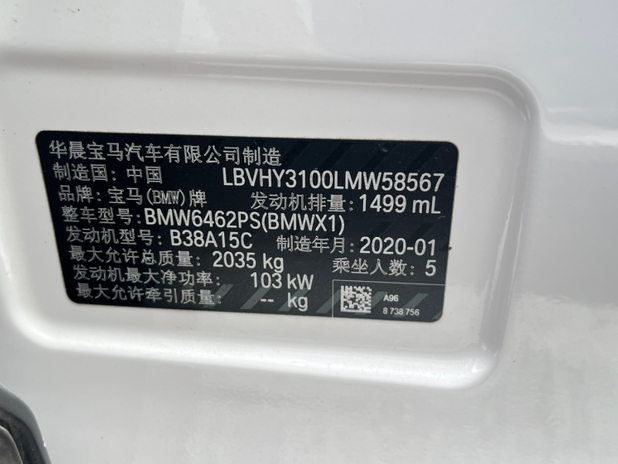 华晨宝马汽车有限公司制造
制造国：中国 LBVHY3100LMW58567
品牌：宝马(BMW)牌 发动机排量：1499 mL
整车型号：BMW6462PS(BMWX1)
发动机型号：B38A15C 制造年月：2020-01
最大允许总质量：2035 kg 乘坐人数：5
发动机最大净功率：103 kW
最大允许牵引质量：-- kg
A96
8 738 756